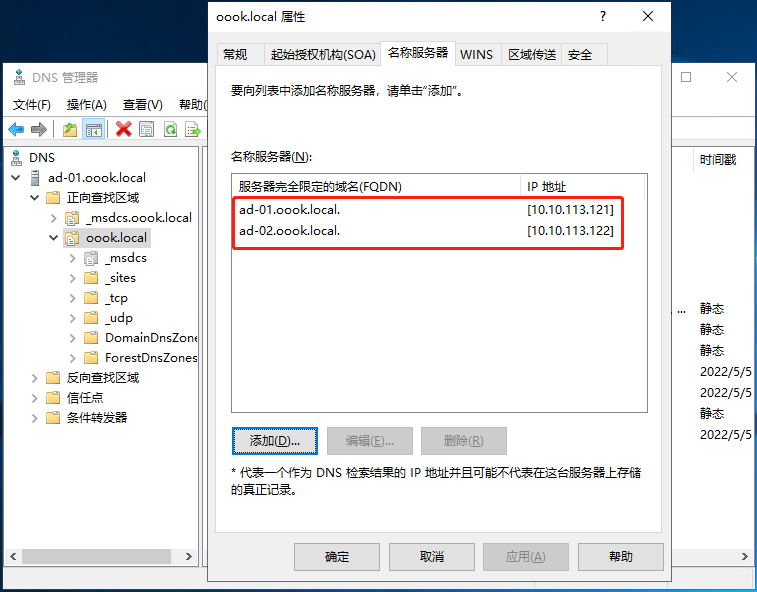 oook.local 属性
?
常规
起始授权机构(SOA)
名称服务器
WINS
区域传送
安全
要向列表中添加名称服务器，请单击“添加”。
名称服务器(N):
服务器完全限定的域名(FQDN)
IP 地址
ad-01.oook.local.
[10.10.113.121]
ad-02.oook.local.
[10.10.113.122]
添加(D)...
编辑(E)...
删除(R)
* 代表一个作为 DNS 检索结果的 IP 地址并且可能不代表在这台服务器上存储
的真正记录。
确定
取消
应用(A)
帮助
DNS 管理器
文件(F)
操作(A)
查看(V)
帮助(
DNS
ad-01.oook.local
正向查找区域
_msdcs.oook.local
oook.local
_msdcs
_sites
_tcp
_udp
DomainDnsZone
ForestDnsZones
反向查找区域
信任点
条件转发器
时间戳
... 静态
静态
静态
2022/5/5
2022/5/5
静态
2022/5/5